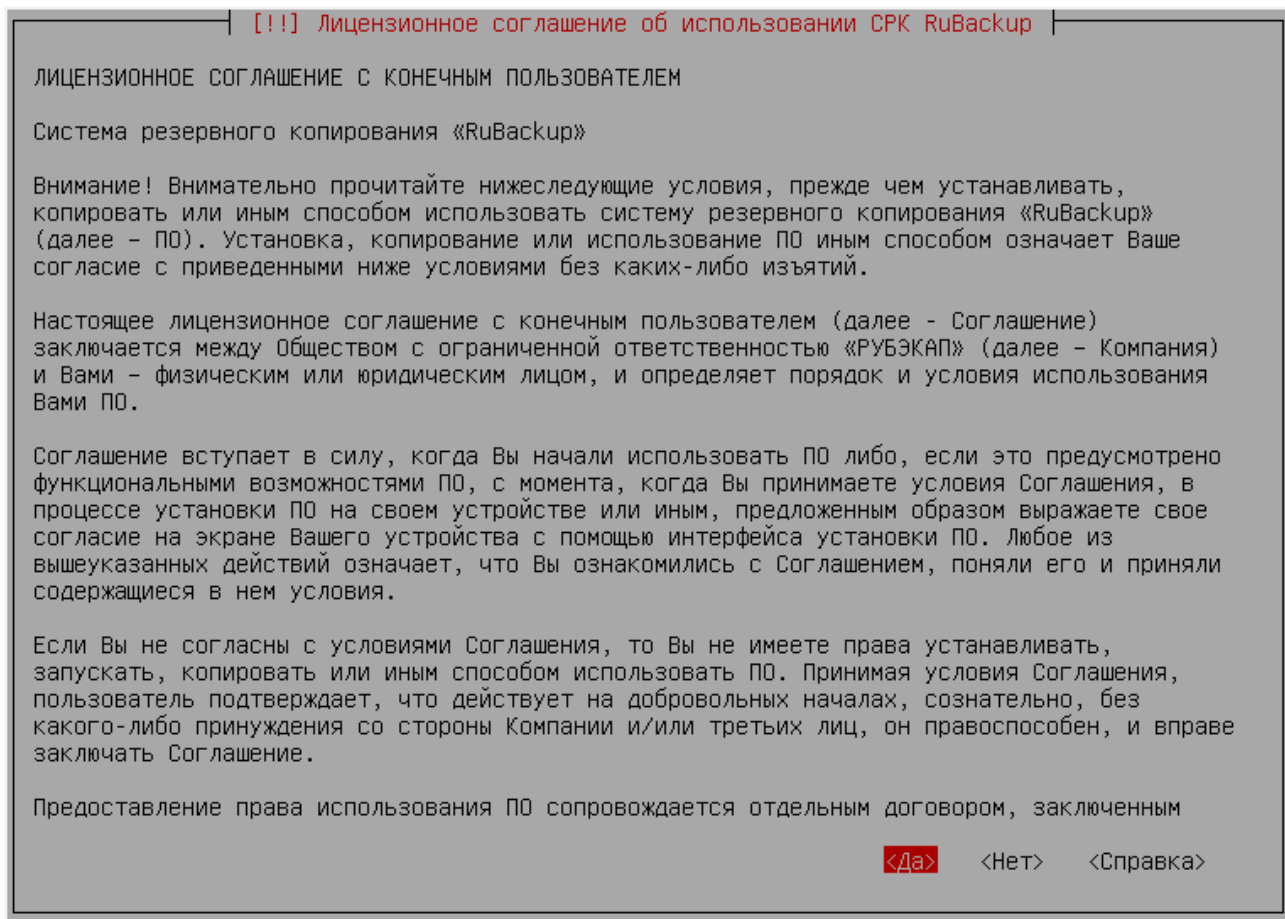 [!!] Лицензионное соглашение об использовании СРК RuBackup
ЛИЦЕНЗИОННОЕ СОГЛАШЕНИЕ С КОНЕЧНЫМ ПОЛЬЗОВАТЕЛЕМ
Система резервного копирования «RuBackup»
Внимание! Внимательно прочитайте нижеследующие условия, прежде чем устанавливать,
копировать или иным способом использовать систему резервного копирования «RuBackup»
(далее – ПО). Установка, копирование или использование ПО иным способом означает Ваше
согласие с приведенными ниже условиями без каких-либо изъятий.
Настоящее лицензионное соглашение с конечным пользователем (далее - Соглашение)
заключается между Обществом с ограниченной ответственностью «РУБЭКАП» (далее – Компания)
и Вами – физическим или юридическим лицом, и определяет порядок и условия использования
Вами ПО.
Соглашение вступает в силу, когда Вы начали использовать ПО либо, если это предусмотрено
функциональными возможностями ПО, с момента, когда Вы принимаете условия Соглашения, в
процессе установки ПО на своем устройстве или иным, предложенным образом выражаете свое
согласие на экране Вашего устройства с помощью интерфейса установки ПО. Любое из
вышеуказанных действий означает, что Вы ознакомились с Соглашением, поняли его и приняли
содержащиеся в нем условия.
Если Вы не согласны с условиями Соглашения, то Вы не имеете права устанавливать,
запускать, копировать или иным способом использовать ПО. Принимая условия Соглашения,
пользователь подтверждает, что действует на добровольных началах, сознательно, без
какого-либо принуждения со стороны Компании и/или третьих лиц, он правоспособен, и вправе
заключать Соглашение.
Предоставление права использования ПО сопровождается отдельным договором, заключенным
<Да> <Нет> <Справка>